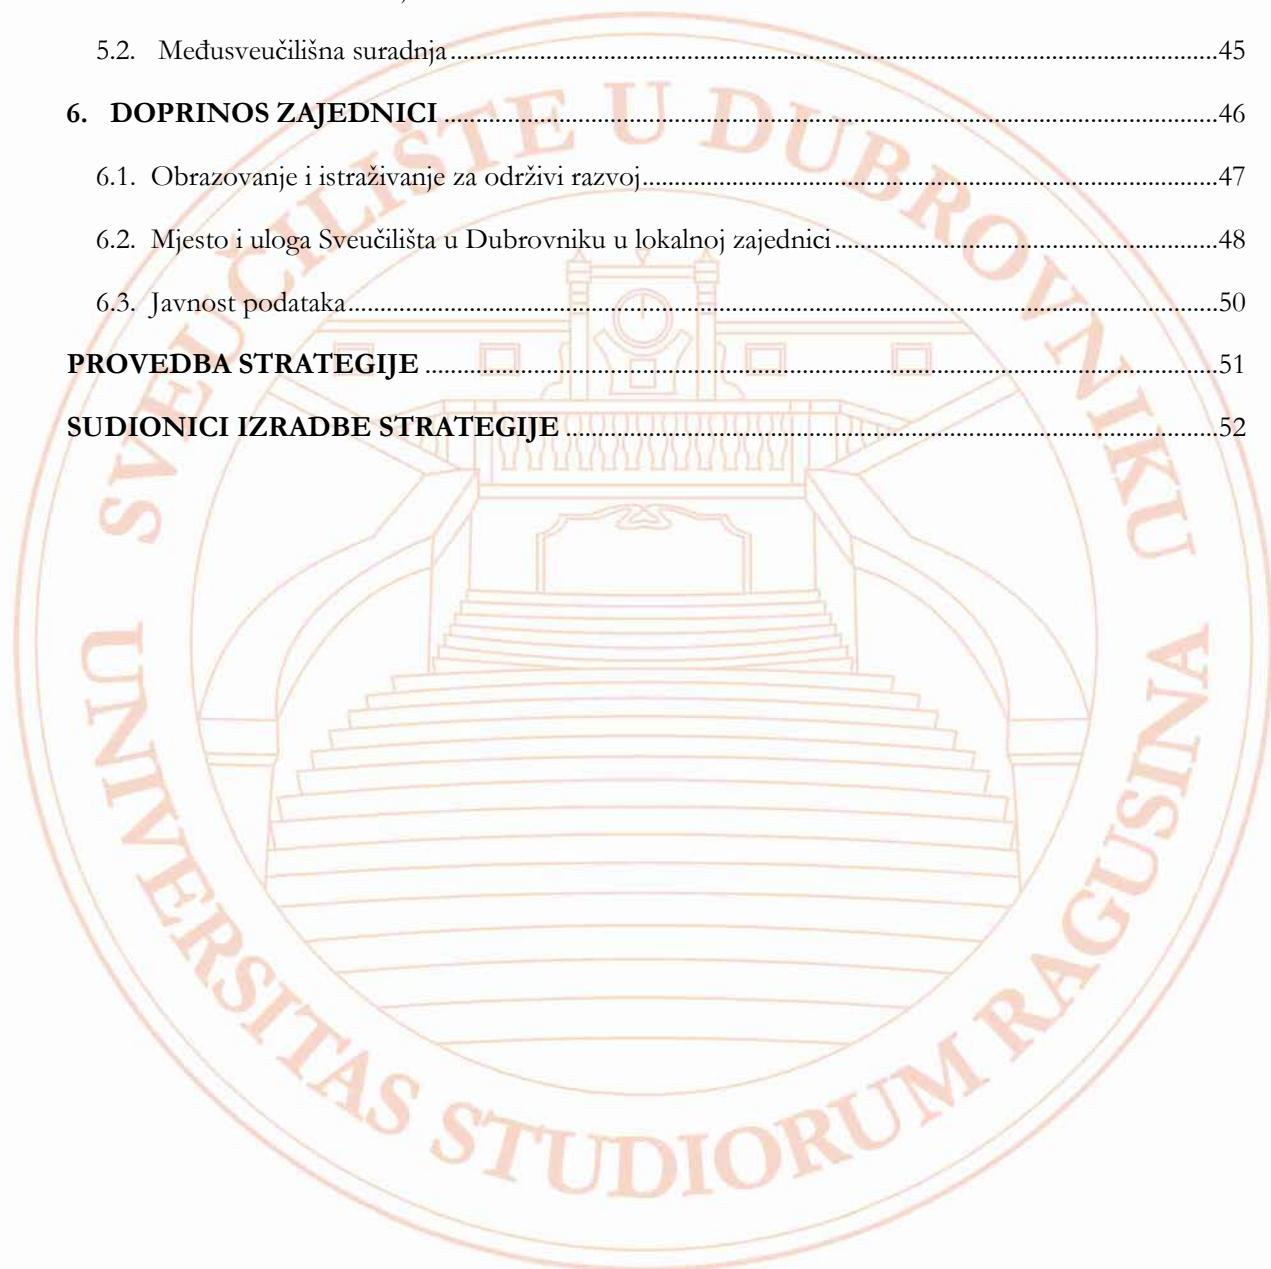 5.2. Međusveučilišna suradnja 45
6. DOPRINOS ZAJEDNICI 46
6.1. Obrazovanje i istraživanje za održivi razvoj 47
6.2. Mjesto i uloga Sveučilišta u Dubrovniku u lokalnoj zajednici 48
6.3. Javnost podataka 50
PROVEDBA STRATEGIJE 51
SUDIONICI IZRADBE STRATEGIJE 52
SVEUČILIŠTE U DUBROVNIKU
UNIVERSITAS STUDIORUM RAGUSINA